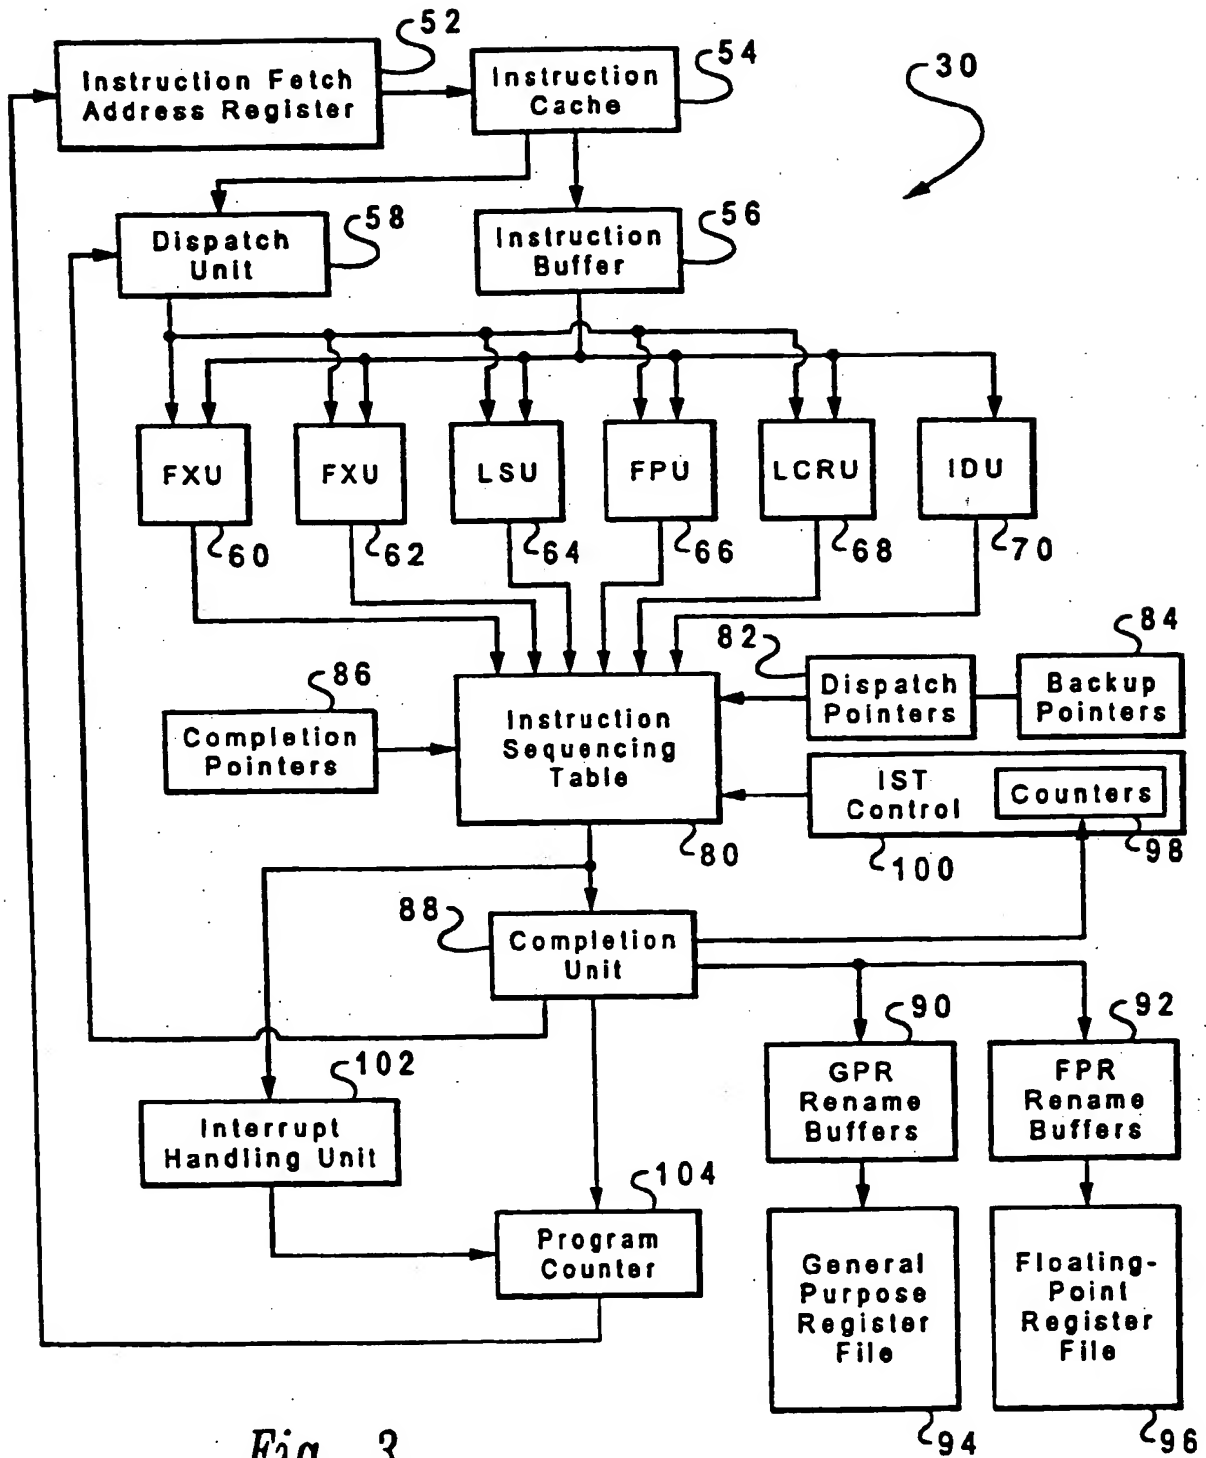 52
Instruction Fetch
Address Register
54
Instruction
Cache
30
58
Dispatch
Unit
56
Instruction
Buffer
FXU
FXU
LSU
FPU
LCRU
IDU
60
62
64
66
68
70
82
84
86
Completion
Pointers
Instruction
Sequencing
Table
Dispatch
Pointers
Backup
Pointers
IST
Control
Counters
80
100
98
88
Completion
Unit
90
92
102
Interrupt
Handling Unit
GPR
Rename
Buffers
FPR
Rename
Buffers
104
Program
Counter
General
Purpose
Register
File
Floating-
Point
Register
File
94
96
Fig. 3